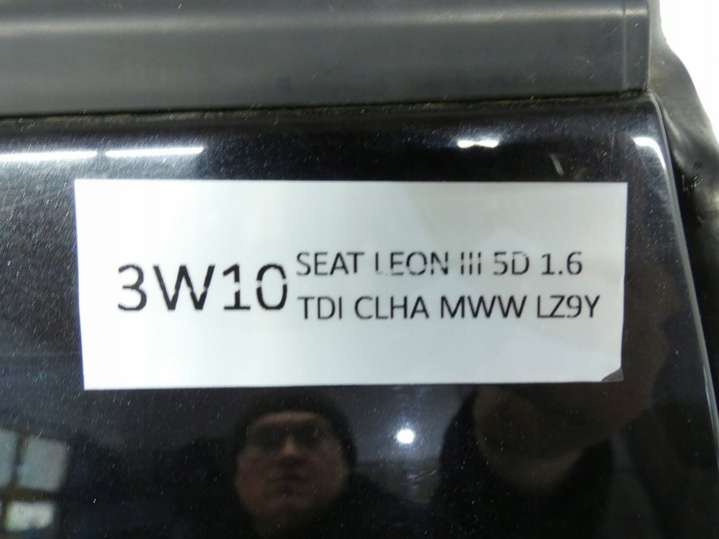 3W10
SEAT LEON III 5D 1.6
TDI CLHA MWW LZ9Y